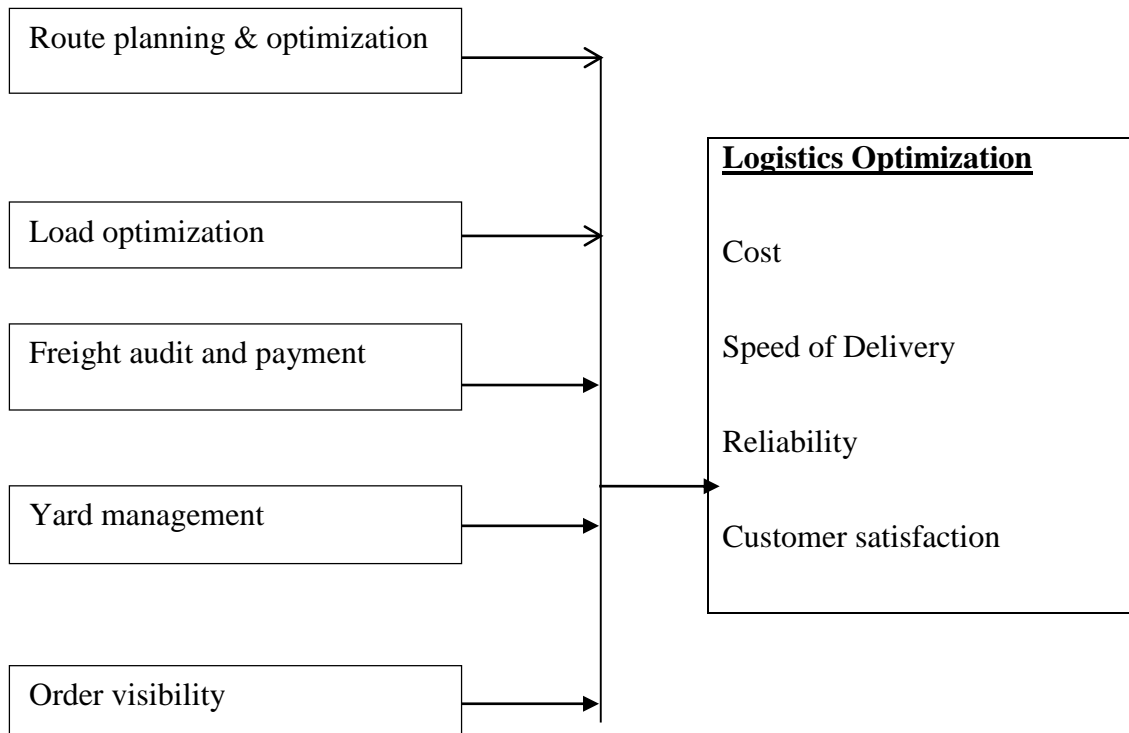 Route planning & optimization
Load optimization
Freight audit and payment
Yard management
Order visibility
Logistics Optimization
Cost
Speed of Delivery
Reliability
Customer satisfaction